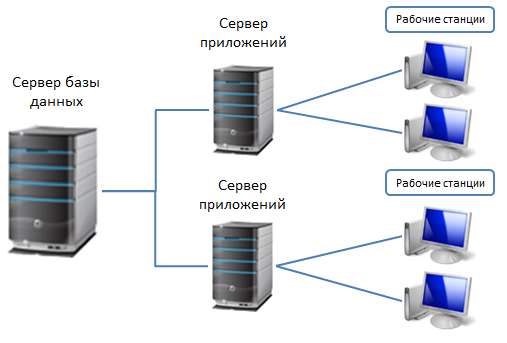 Сервер базы
данных
Сервер
приложений
Рабочие станции
Сервер
приложений
Рабочие станции